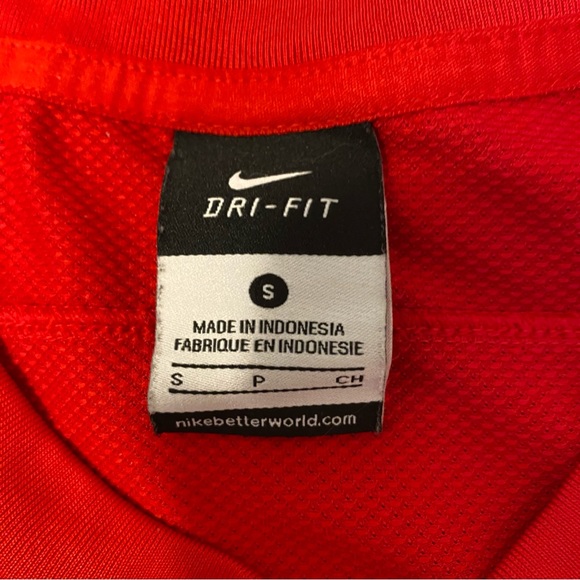 DRI-FIT
S
MADE IN INDONESIA
FABRIQUE EN INDONESIE
S P CH
nikebetterworld.com